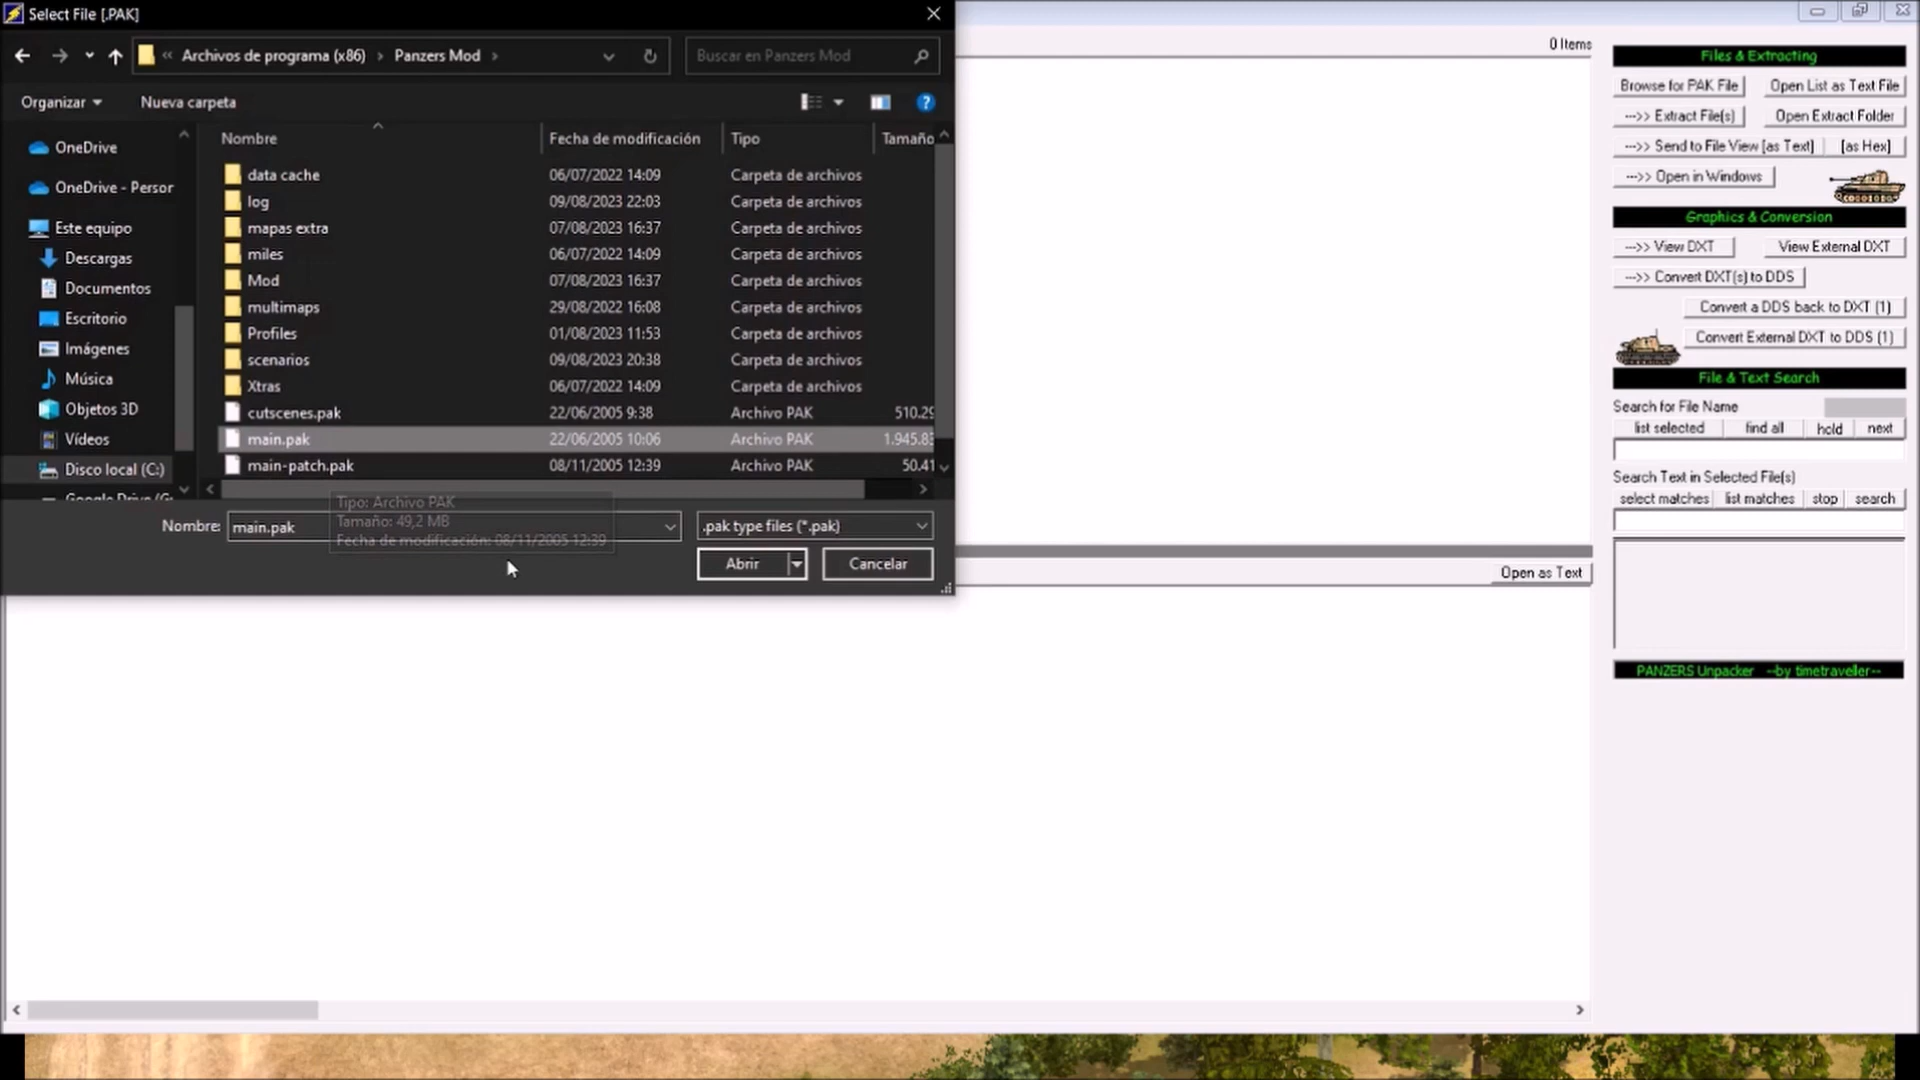 Select File [.PAK]
« Archivos de programa (x86) › Panzers Mod ›
Buscar en Panzers Mod
Organizar
Nueva carpeta
Nombre
Fecha de modificación
Tipo
Tamaño
OneDrive
OneDrive - Persor
Este equipo
Descargas
Documentos
Escritorio
Imágenes
Música
Objetos 3D
Vídeos
Disco local (C:)
Google Drive (G:
data cache 06/07/2022 14:09 Carpeta de archivos
log 09/08/2023 22:03 Carpeta de archivos
mapas extra 07/08/2023 16:37 Carpeta de archivos
miles 06/07/2022 14:09 Carpeta de archivos
Mod 07/08/2023 16:37 Carpeta de archivos
multimaps 29/08/2022 16:08 Carpeta de archivos
Profiles 01/08/2023 11:53 Carpeta de archivos
scenarios 09/08/2023 20:38 Carpeta de archivos
Xtras 06/07/2022 14:09 Carpeta de archivos
cutscenes.pak 22/06/2005 9:38 Archivo PAK 510.29
main.pak 22/06/2005 10:06 Archivo PAK 1.945.83
main-patch.pak 08/11/2005 12:39 Archivo PAK 50.41
Tipo: Archivo PAK
Tamaño: 49,2 MB
Fecha de modificación: 08/11/2005 12:39
Nombre: main.pak
.pak type files (*.pak)
Abrir
Cancelar
0 Items
Open as Text
Files & Extracting
Browse for PAK File
Open List as Text File
-->> Extract File(s)
Open Extract Folder
-->> Send to File View [as Text]
[as Hex]
-->> Open in Windows
Graphics & Conversion
-->> View DXT
View External DXT
-->> Convert DXT(s) to DDS
Convert a DDS back to DXT (1)
Convert External DXT to DDS (1)
File & Text Search
Search for File Name
list selected
find all
hold
next
Search Text in Selected File(s)
select matches
list matches
stop
search
PANZERS Unpacker --by timetraveller--